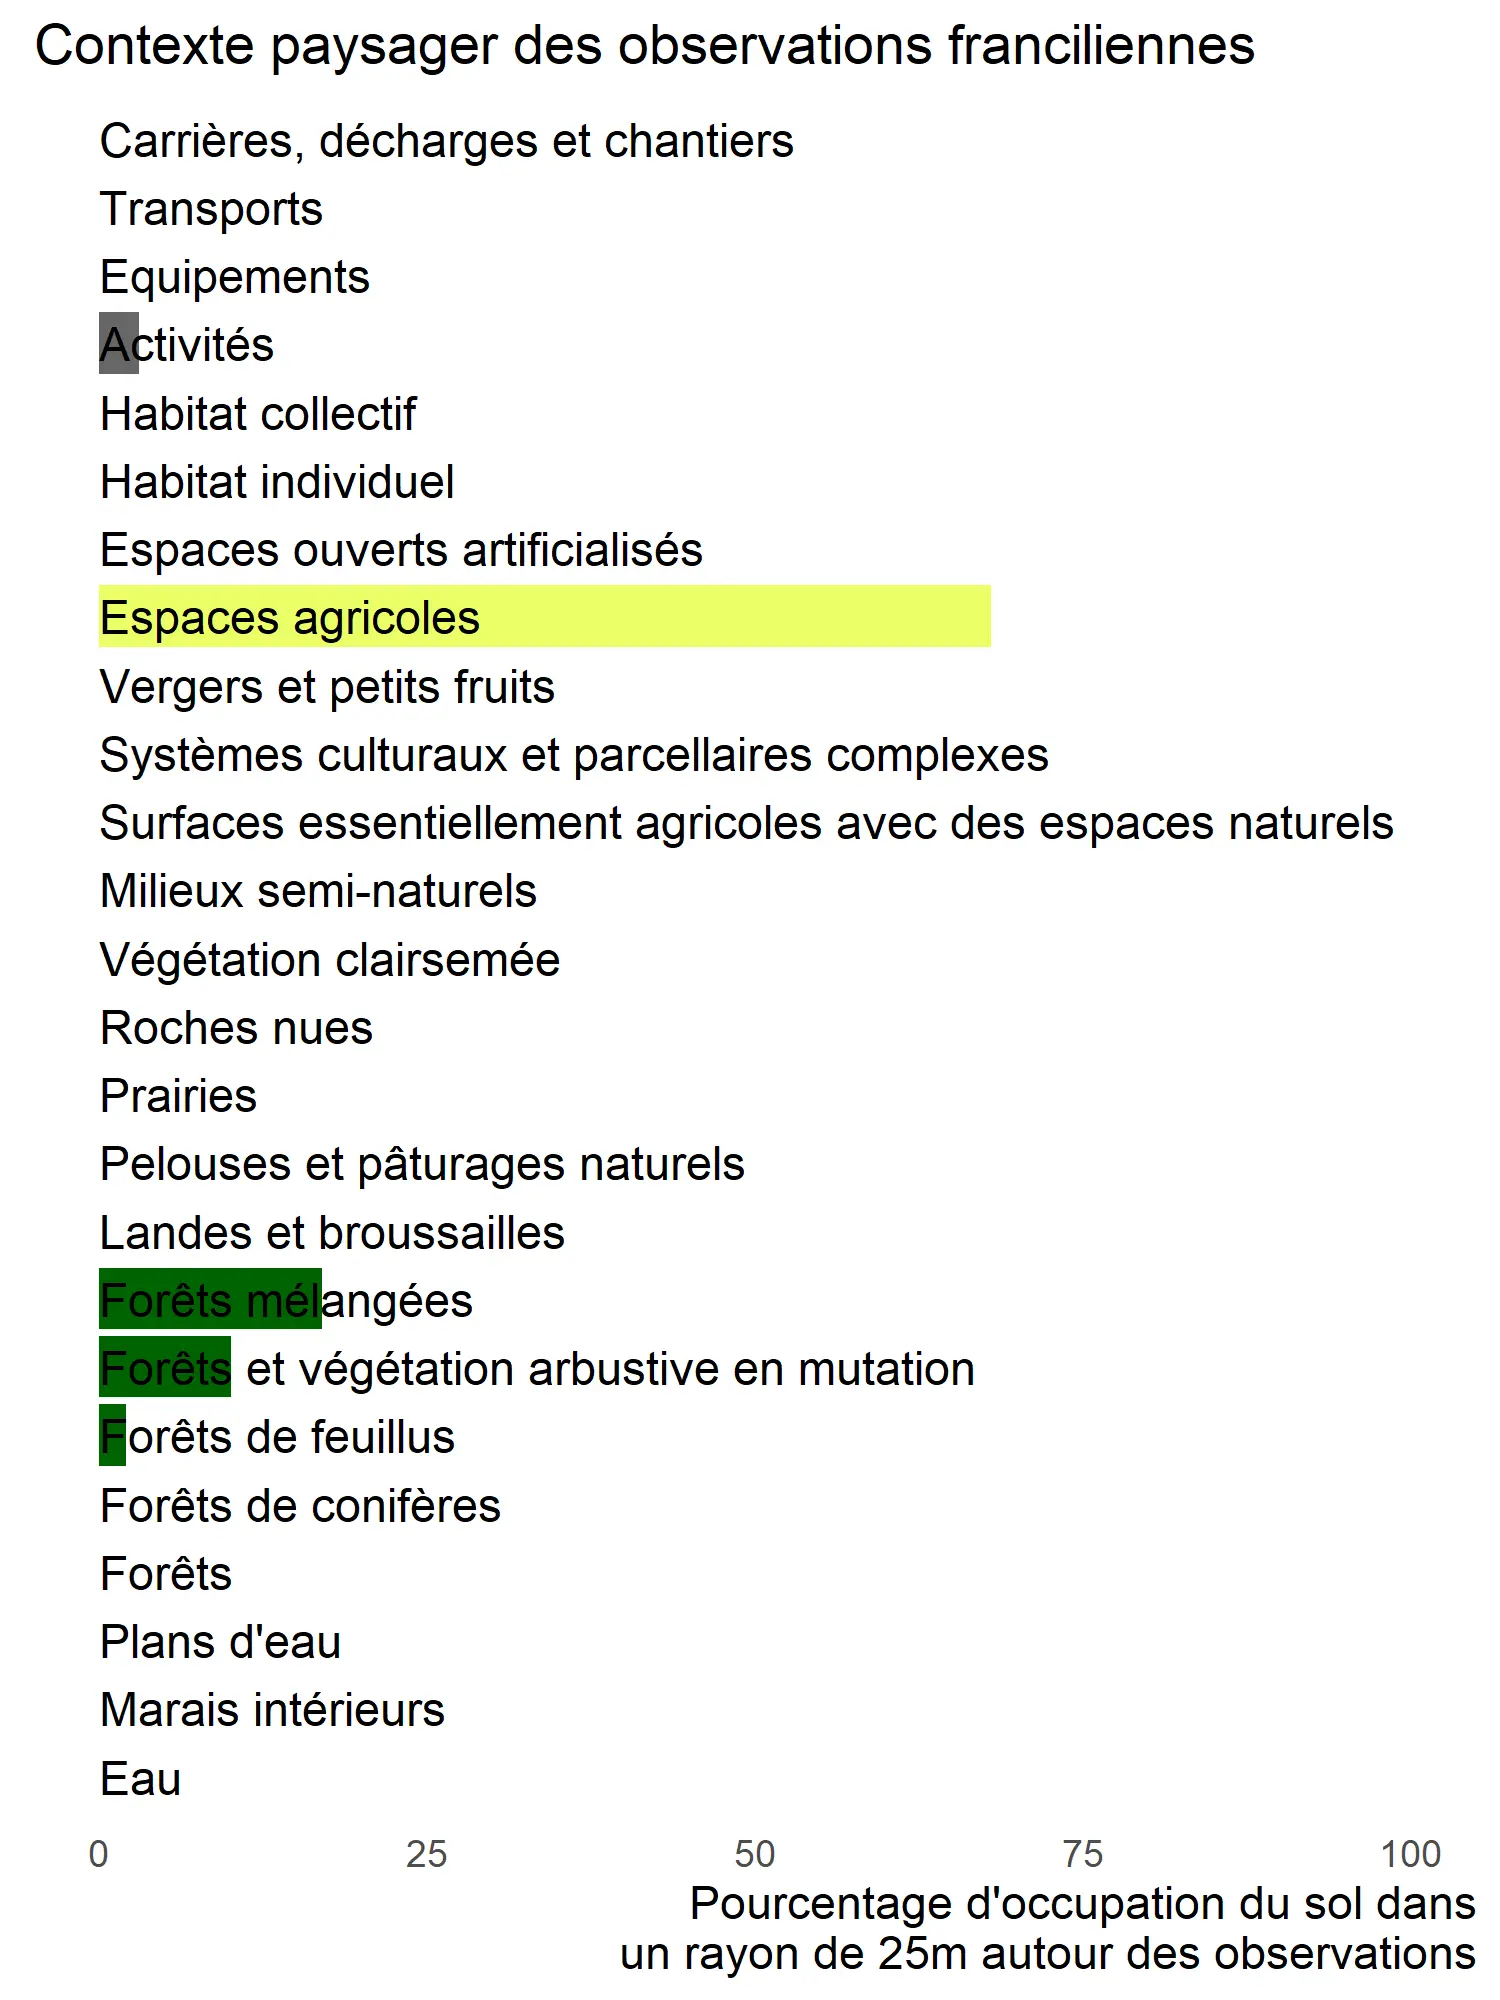 Contexte paysager des observations franciliennes
Carrières, décharges et chantiers
Transports
Equipements
Activités
Habitat collectif
Habitat individuel
Espaces ouverts artificialisés
Espaces agricoles
Vergers et petits fruits
Systèmes culturaux et parcellaires complexes
Surfaces essentiellement agricoles avec des espaces naturels
Milieux semi-naturels
Végétation clairsemée
Roches nues
Prairies
Pelouses et pâturages naturels
Landes et broussailles
Forêts mélangées
Forêts et végétation arbustive en mutation
Forêts de feuillus
Forêts de conifères
Forêts
Plans d'eau
Marais intérieurs
Eau
0 25 50 75 100
Pourcentage d'occupation du sol dans
un rayon de 25m autour des observations